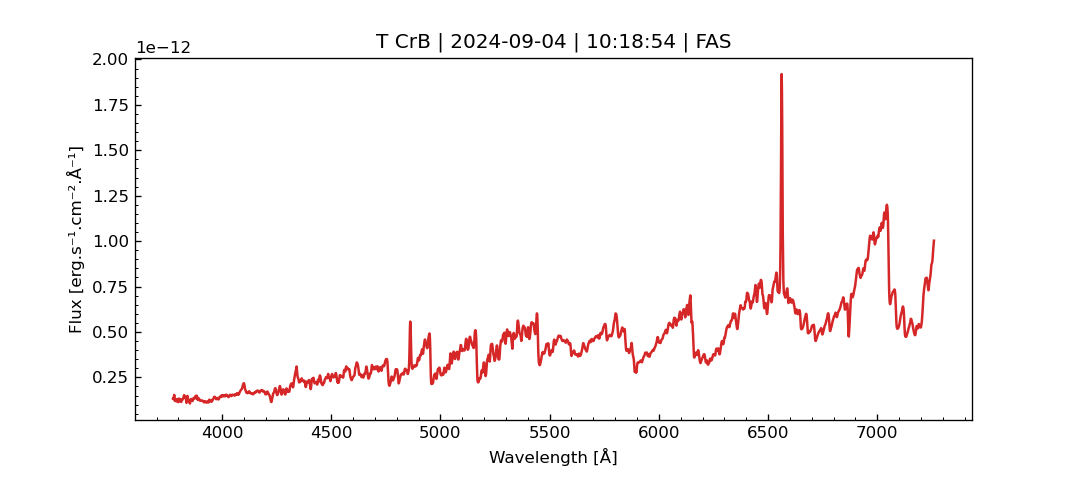 T CrB | 2024-09-04 | 10:18:54 | FAS
1e−12
2.00
1.75
1.50
1.25
1.00
0.75
0.50
0.25
Flux [erg.s⁻¹.cm⁻².Å⁻¹]
4000 4500 5000 5500 6000 6500 7000
Wavelength [Å]